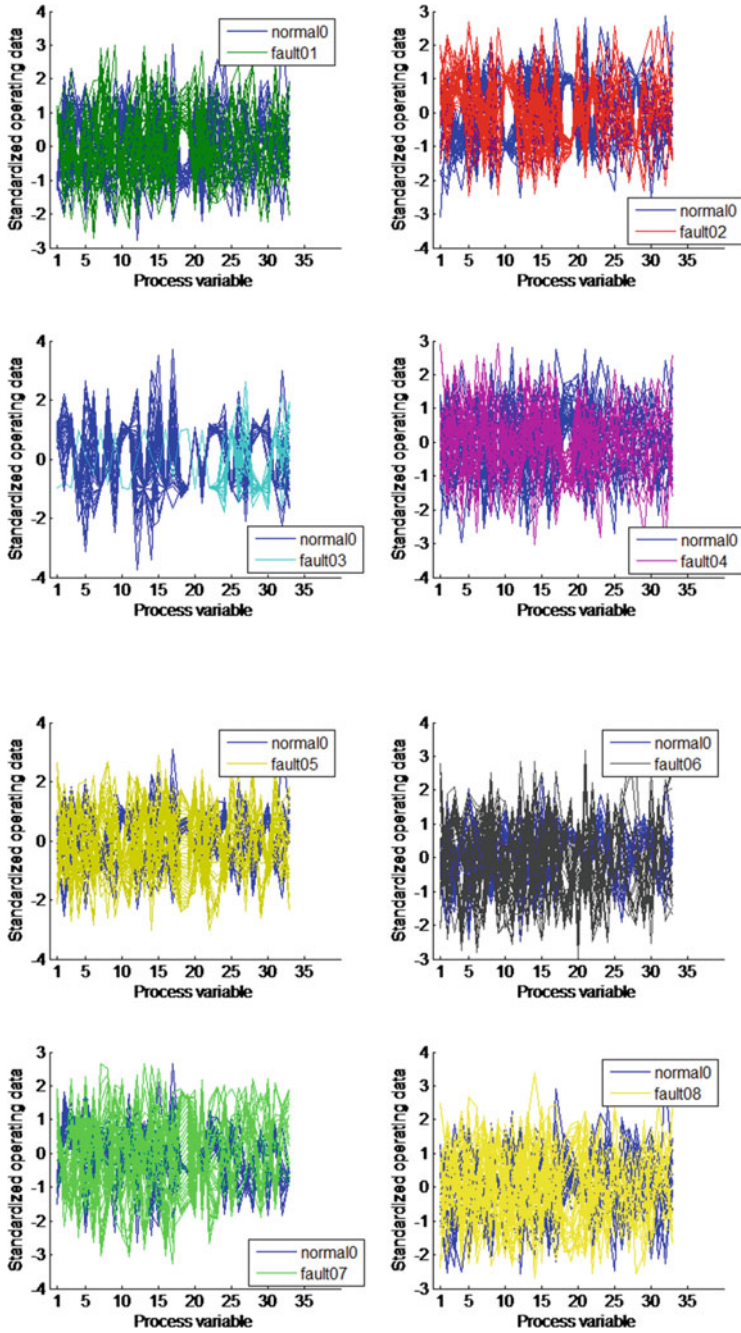 4
3
2
1
0
-1
-2
-3
Standardized operating data
normal0
fault01
1 5 10 15 20 25 30 35
Process variable
3
2
1
0
-1
-2
-3
-4
Standardized operating data
normal0
fault02
1 5 10 15 20 25 30 35
Process variable
4
2
0
-2
-4
Standardized operating data
normal0
fault03
1 5 10 15 20 25 30 35
Process variable
3
2
1
0
-1
-2
-3
-4
Standardized operating data
normal0
fault04
1 5 10 15 20 25 30 35
Process variable
4
2
0
-2
-4
Standardized operating data
normal0
fault05
1 5 10 15 20 25 30 35
Process variable
4
3
2
1
0
-1
-2
-3
Standardized operating data
normal0
fault06
1 5 10 15 20 25 30 35
Process variable
3
2
1
0
-1
-2
-3
-4
Standardized operating data
normal0
fault07
1 5 10 15 20 25 30 35
Process variable
4
3
2
1
0
-1
-2
-3
Standardized operating data
normal0
fault08
1 5 10 15 20 25 30 35
Process variable